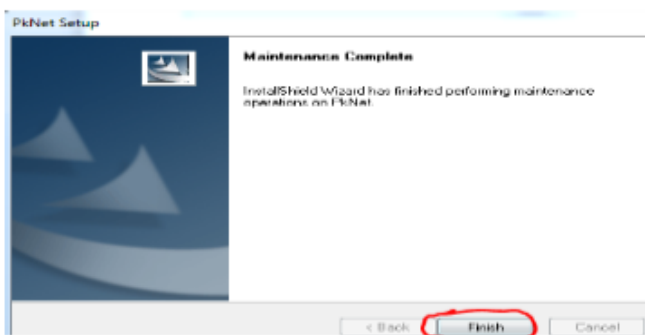 PkNet Setup
Maintenance Complete
InstallShield Wizard has finished performing maintenance
operations on PkNet.
< Back
Finish
Cancel